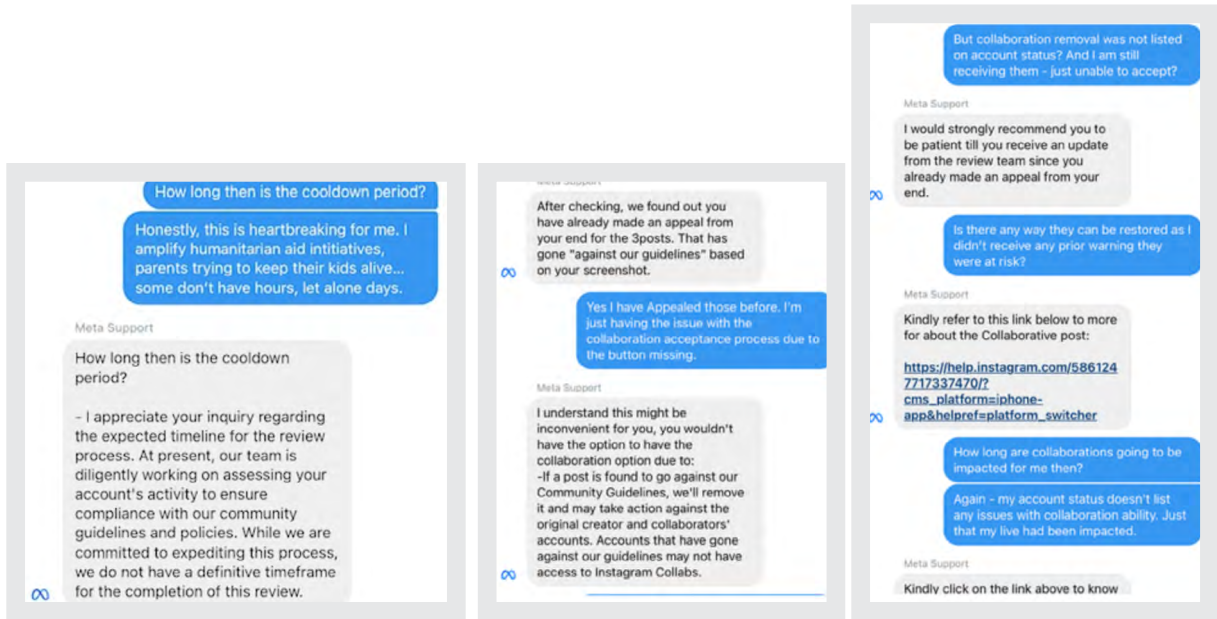 How long then is the cooldown period?
Honestly, this is heartbreaking for me. I
amplify humanitarian aid intitiatives,
parents trying to keep their kids alive...
some don't have hours, let alone days.
Meta Support
How long then is the cooldown
period?
- I appreciate your inquiry regarding
the expected timeline for the review
process. At present, our team is
diligently working on assessing your
account's activity to ensure
compliance with our community
guidelines and policies. While we are
committed to expediting this process,
we do not have a definitive timeframe
for the completion of this review.
Meta Support
After checking, we found out you
have already made an appeal from
your end for the 3posts. That has
gone "against our guidelines" based
on your screenshot.
Yes I have Appealed those before. I'm
just having the issue with the
collaboration acceptance process due to
the button missing.
Meta Support
I understand this might be
inconvenient for you, you wouldn't
have the option to have the
collaboration option due to:
-If a post is found to go against our
Community Guidelines, we'll remove
it and may take action against the
original creator and collaborators'
accounts. Accounts that have gone
against our guidelines may not have
access to Instagram Collabs.
But collaboration removal was not listed
on account status? And I am still
receiving them - just unable to accept?
Meta Support
I would strongly recommend you to
be patient till you receive an update
from the review team since you
already made an appeal from your
end.
Is there any way they can be restored as I
didn't receive any prior warning they
were at risk?
Meta Support
Kindly refer to this link below to more
for about the Collaborative post:
https://help.instagram.com/586124
7717337470/?
cms_platform=iphone-
app&helpref=platform_switcher
How long are collaborations going to be
impacted for me then?
Again - my account status doesn't list
any issues with collaboration ability. Just
that my live had been impacted.
Meta Support
Kindly click on the link above to know